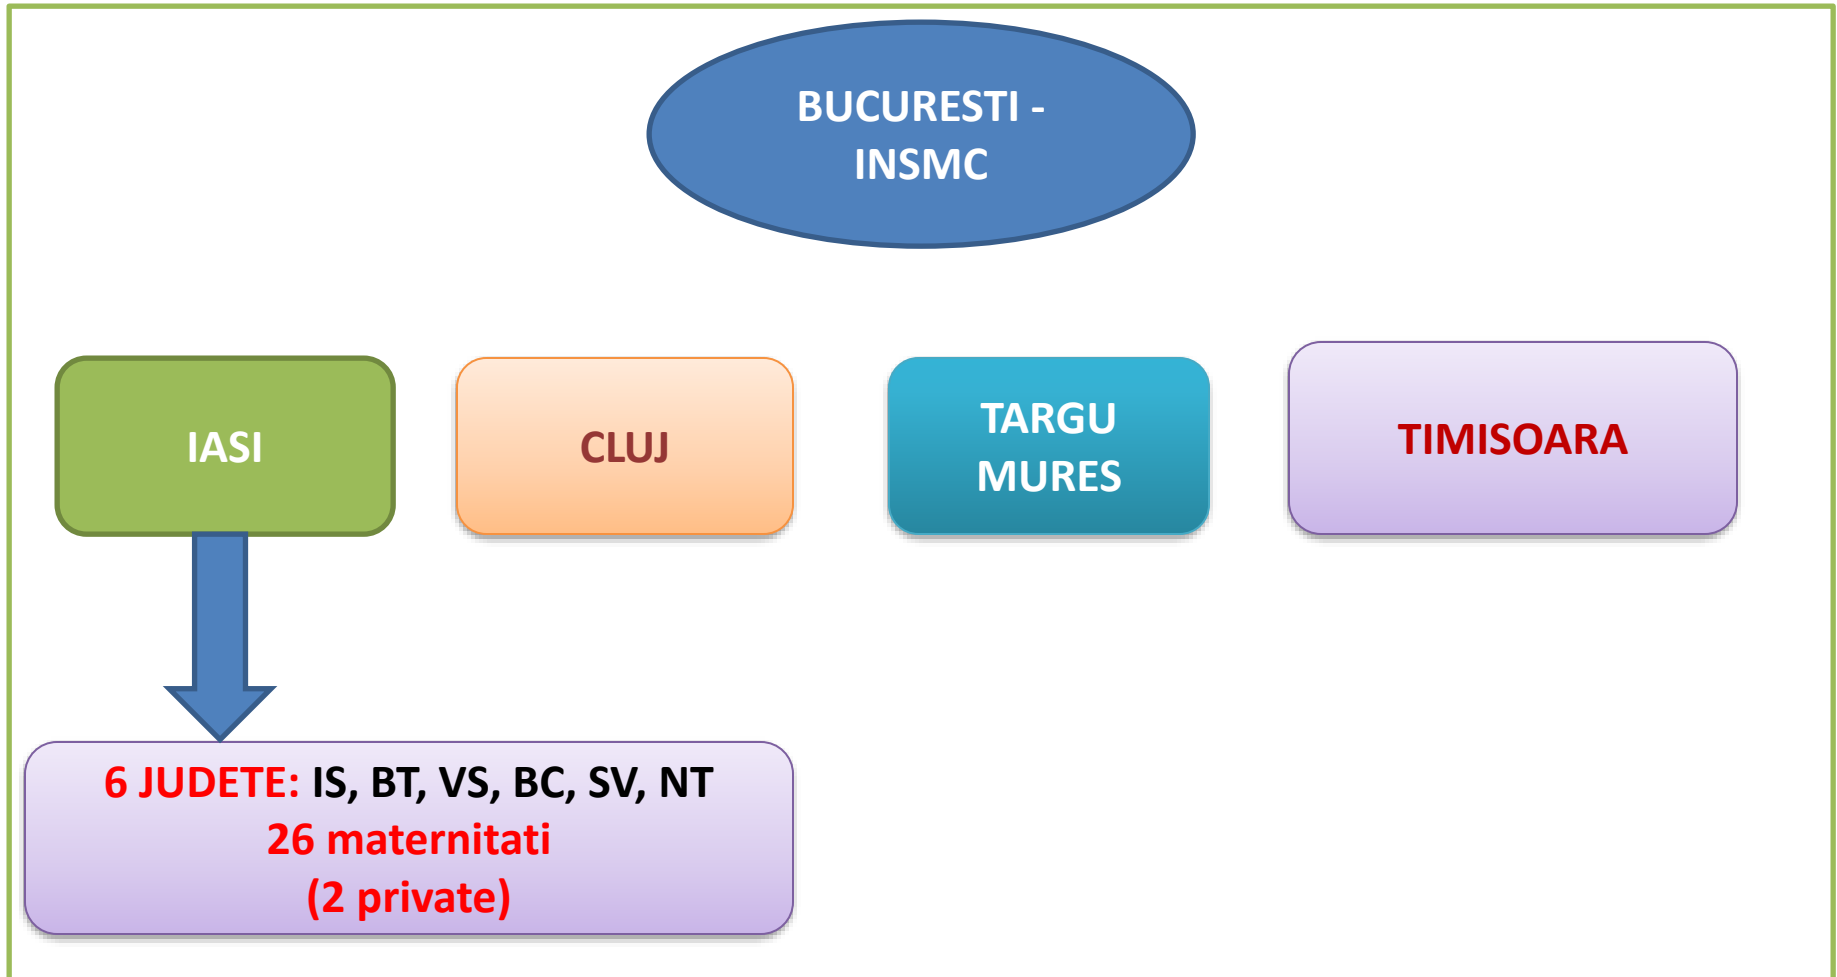 BUCURESTI -
INSMC
IASI
CLUJ
TARGU
MURES
TIMISOARA
6 JUDETE: IS, BT, VS, BC, SV, NT
26 maternitati
(2 private)